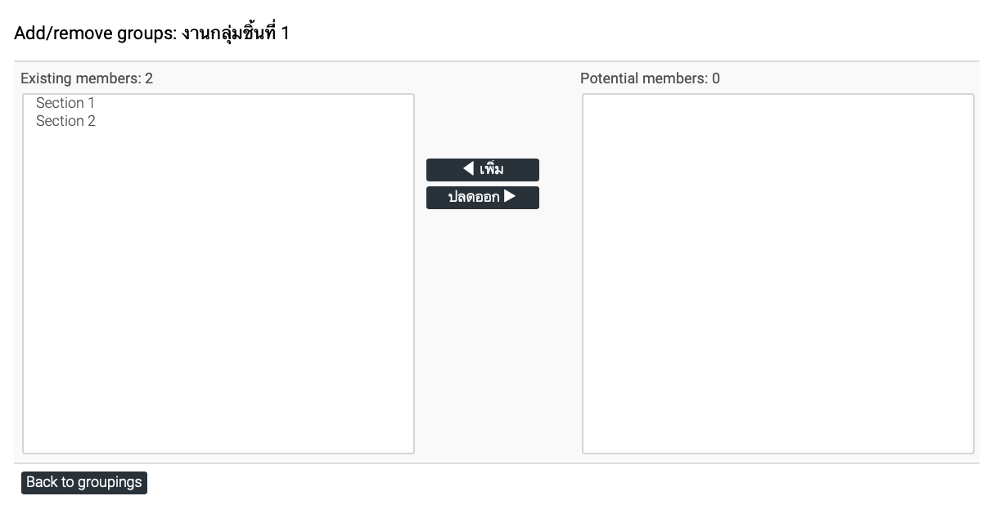 Add/remove groups: งานกลุ่มชิ้นที่ 1
Existing members: 2
Potential members: 0
Section 1
Section 2
◀ เพิ่ม
ปลดออก ▶
Back to groupings